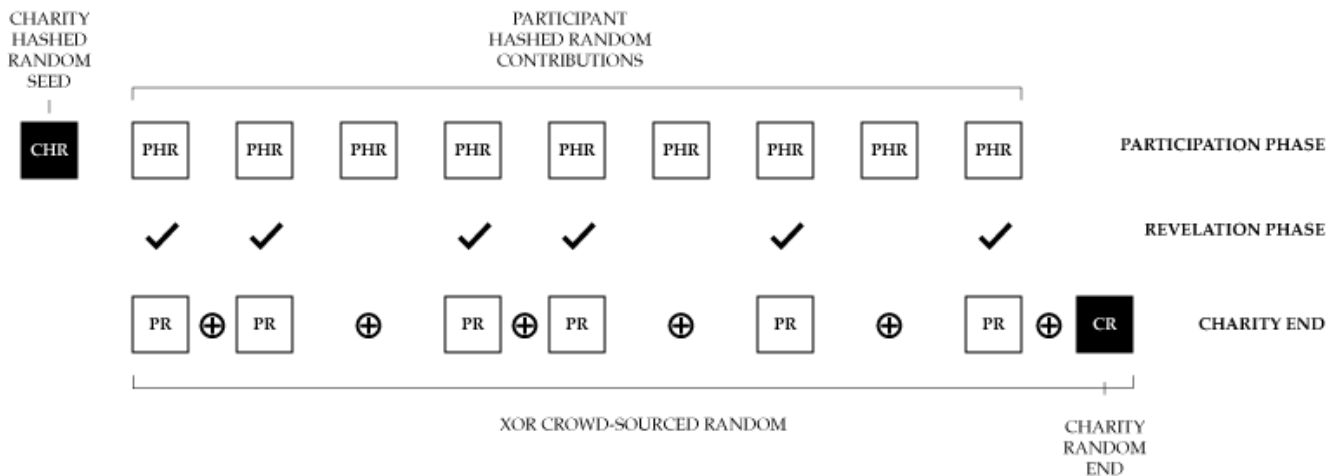 CHARITY
HASHED
RANDOM
SEED
PARTICIPANT
HASHED RANDOM
CONTRIBUTIONS
CHR PHR PHR PHR PHR PHR PHR PHR PHR PHR PARTICIPATION PHASE
REVELATION PHASE
PR PR PR PR PR PR CR CHARITY END
XOR CROWD-SOURCED RANDOM
CHARITY
RANDOM
END